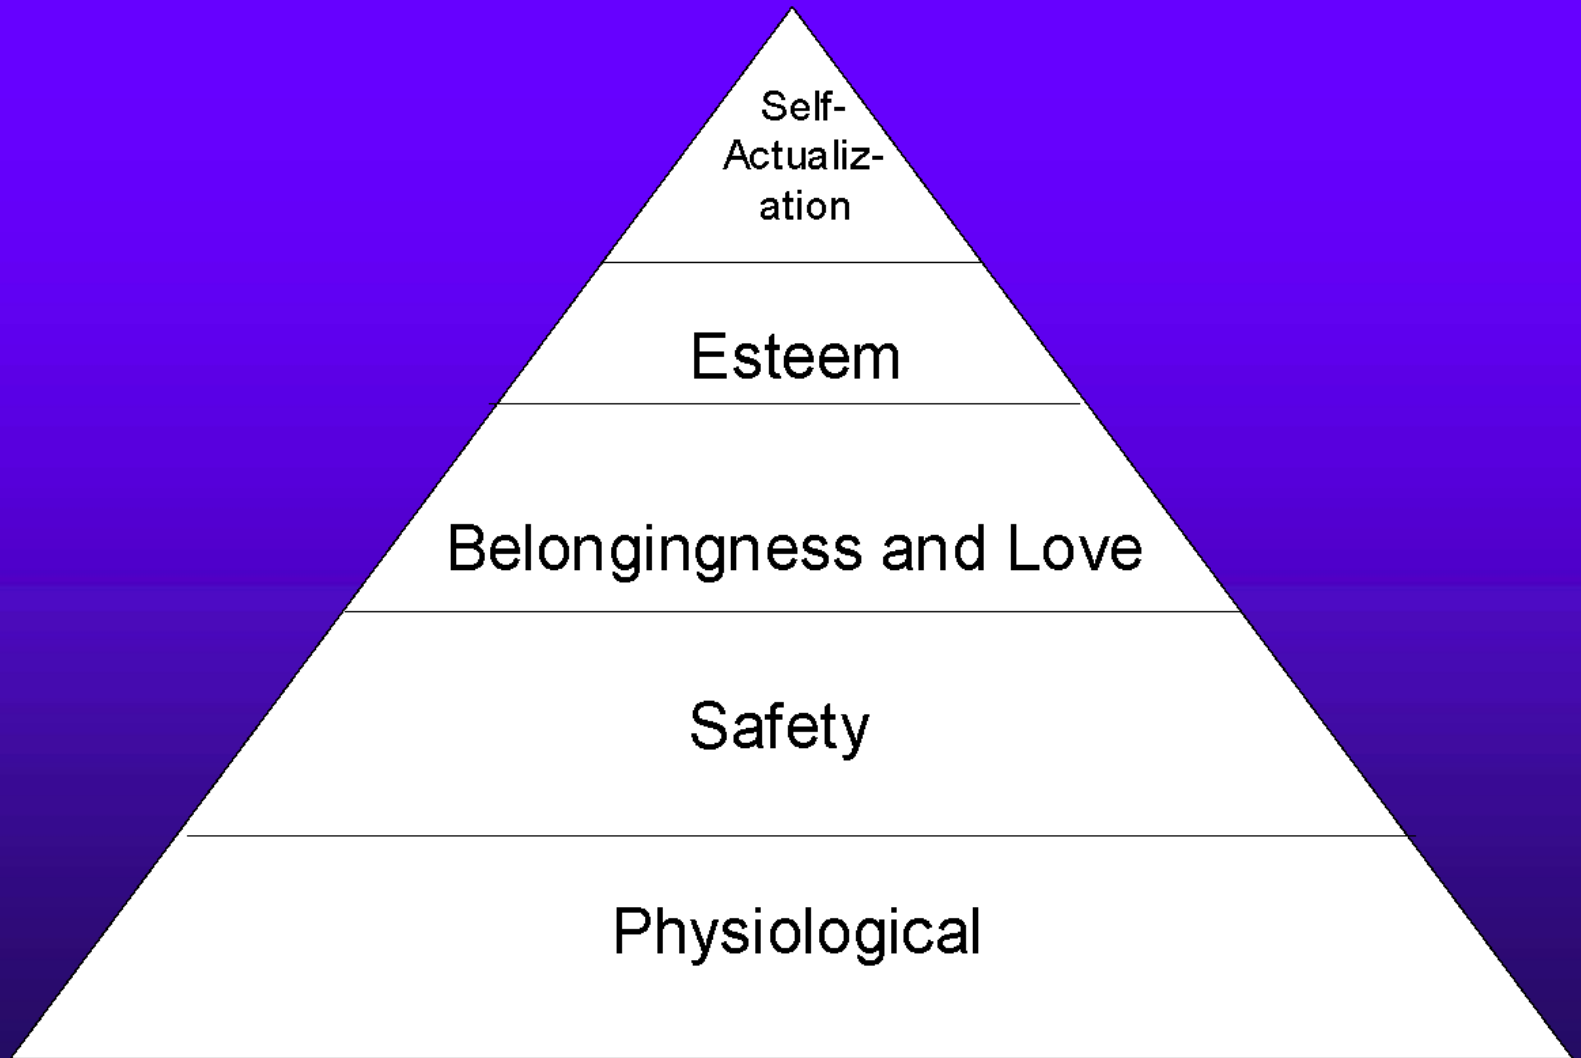 Self-
Actualiz-
ation
Esteem
Belongingness and Love
Safety
Physiological